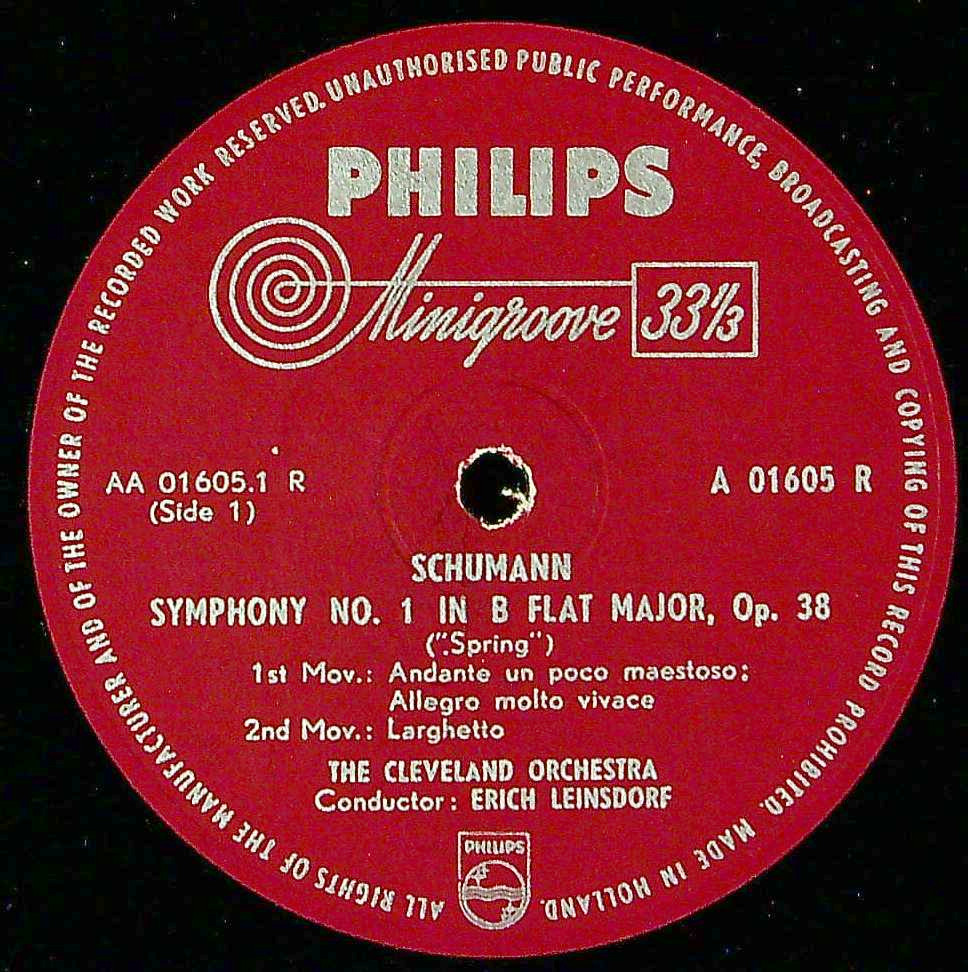 ALL RIGHTS OF THE MANUFACTURER AND OF THE OWNER OF THE RECORDED WORK RESERVED. UNAUTHORISED PUBLIC PERFORMANCE, BROADCASTING AND COPYING OF THIS RECORD PROHIBITED. MADE IN HOLLAND.
PHILIPS
Minigroove 33 1/3
AA 01605.1 R
(Side 1)
A 01605 R
SCHUMANN
SYMPHONY NO. 1 IN B FLAT MAJOR, Op. 38
("Spring")
1st Mov.: Andante un poco maestoso;
Allegro molto vivace
2nd Mov.: Larghetto
THE CLEVELAND ORCHESTRA
Conductor: ERICH LEINSDORF
PHILIPS